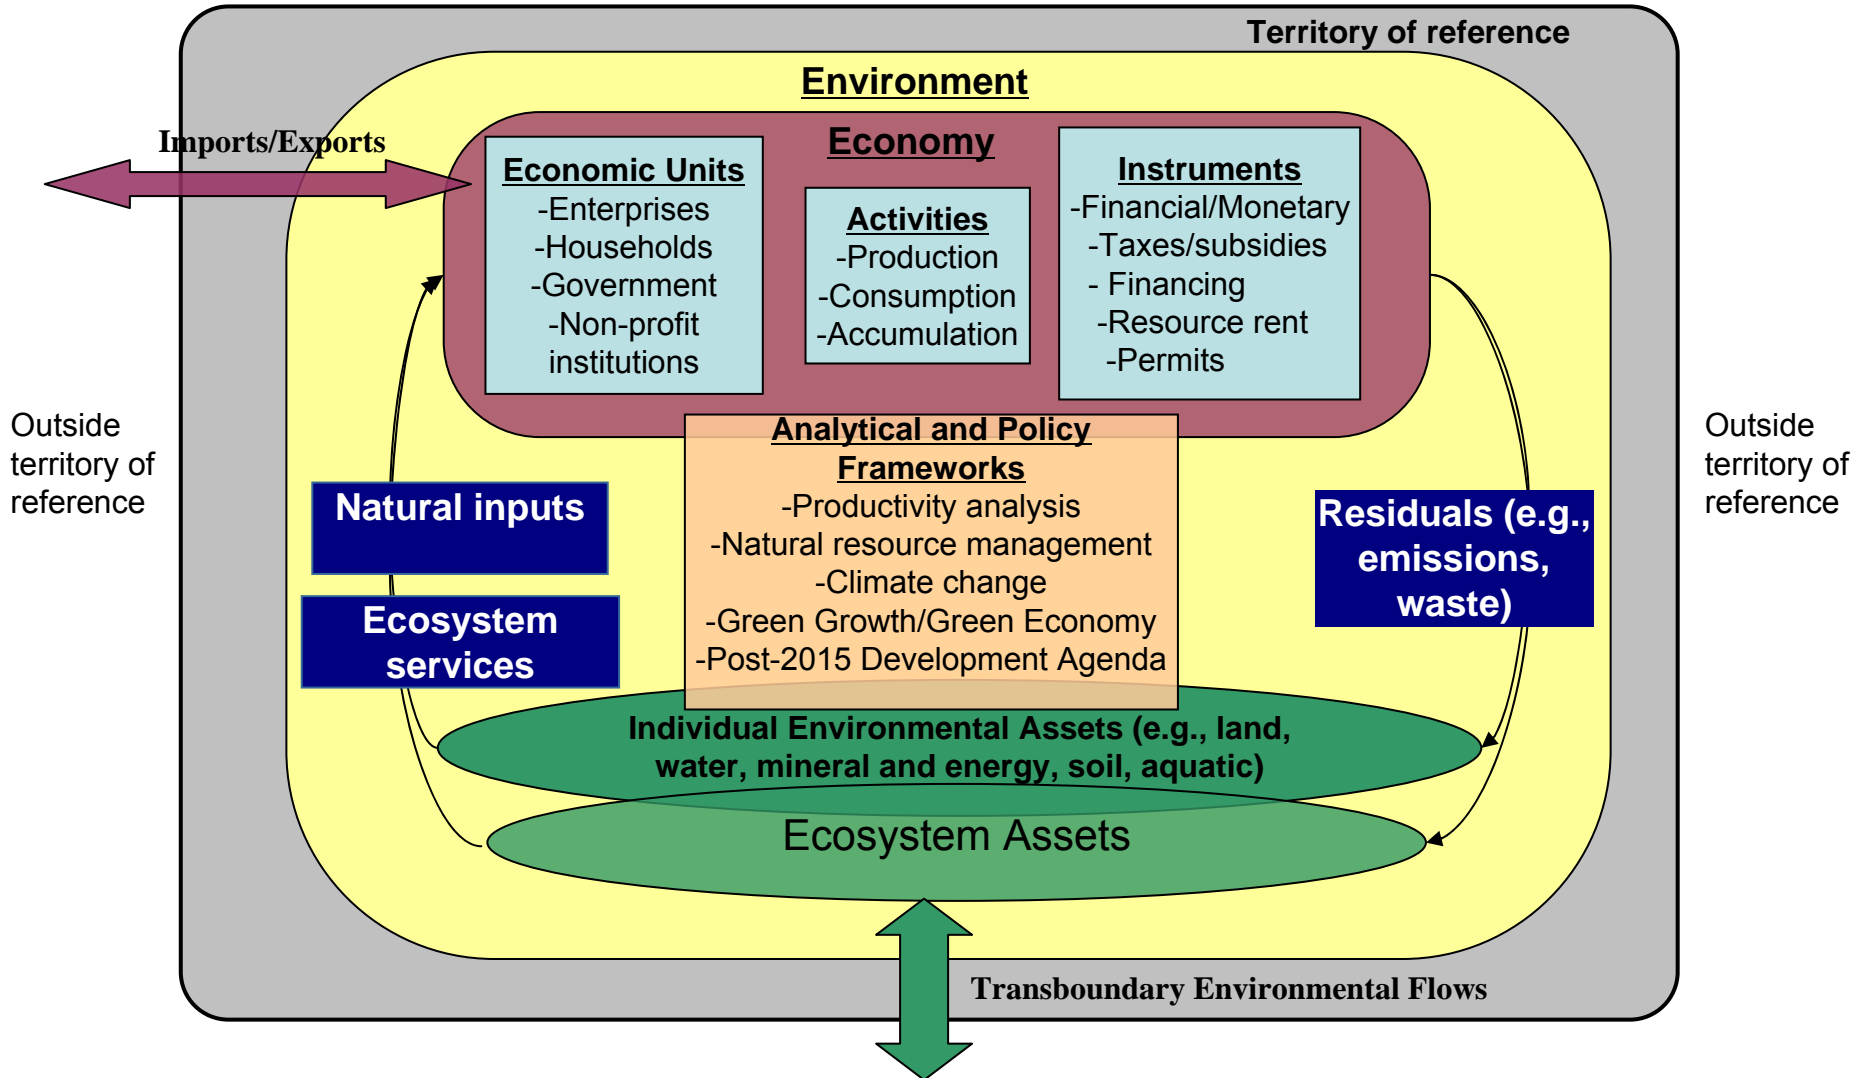 Territory of reference
Environment
Imports/Exports
Economy
Economic Units
-Enterprises
-Households
-Government
-Non-profit
institutions
Activities
-Production
-Consumption
-Accumulation
Instruments
-Financial/Monetary
-Taxes/subsidies
- Financing
-Resource rent
-Permits
Outside
territory of
reference
Analytical and Policy
Frameworks
-Productivity analysis
-Natural resource management
-Climate change
-Green Growth/Green Economy
-Post-2015 Development Agenda
Natural inputs
Ecosystem
services
Residuals (e.g.,
emissions,
waste)
Outside
territory of
reference
Individual Environmental Assets (e.g., land,
water, mineral and energy, soil, aquatic)
Ecosystem Assets
Transboundary Environmental Flows